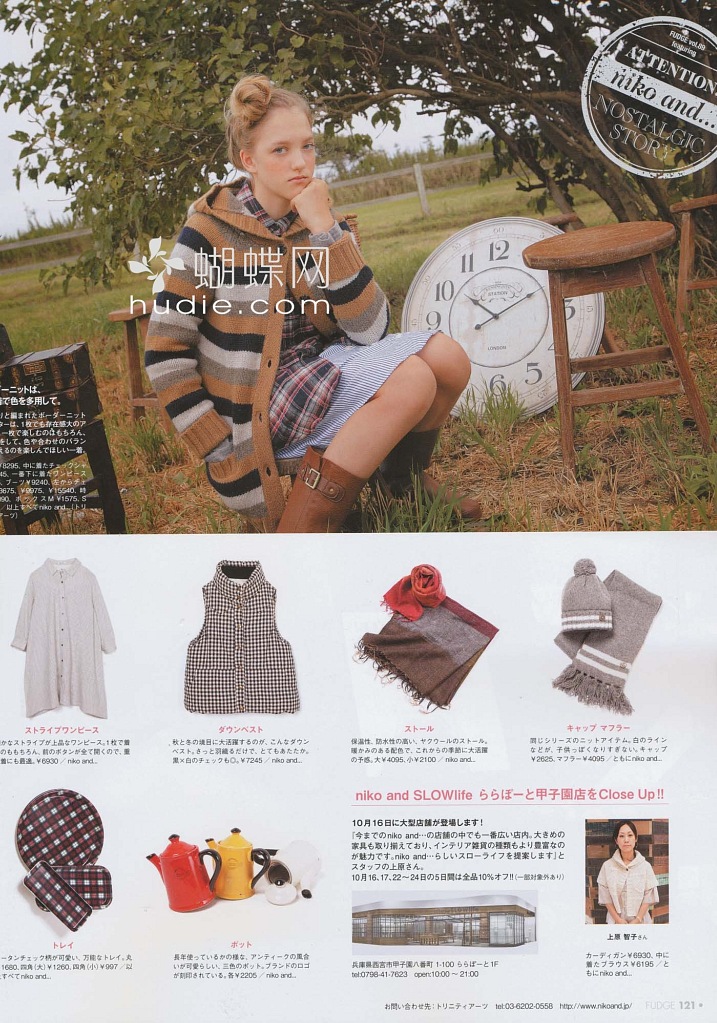 FUDGE vol.89
featuring
ATTENTION
niko and...
NOSTALGIC
STORY
蝴蝶网
hudie.com
12
11
10
9
8
7
6
5
STATION
LONDON
ーニットは、
で色を多用して。
りと編まれたボーダーニット
ターは、1枚でも存在感大のア
一枚で楽しむのはもちろん、
をして、色や合わせのバラン
えるのを楽しんでほしい一着。
¥8295、中に着たチェックシャ
45、一番下に着たワンピース
、ブーツ¥9240、左からチェ
3675、¥9975、¥15540、時
990、ボックスM¥1575、S
/以上すべてniko and...(トリ
アーツ)
ストライプワンピース
かなストライプが上品なワンピース。1枚で着
のももちろん、前のボタンが全て開くので、重
着にも最適。¥6930 / niko and...
ダウンベスト
秋と冬の境目に大活躍するのが、こんなダウン
ベスト。さっと羽織るだけで、とてもあたたか。
黒×白のチェックも◎。¥7245 / niko and...
ストール
保温性、防水性の高い、ヤクウールのストール。
暖かみのある配色で、これからの季節に大活躍
の予感。大¥4095、小¥2100 / niko and...
キャップ マフラー
同じシリーズのニットアイテム。白のライン
などが、子供っぽくなりすぎない。キャップ
¥2625、マフラー¥4095 /ともにniko and...
トレイ
ータンチェック柄が可愛い、万能なトレイ。丸
1680、四角(大)¥1260、四角(小)¥997 /以
すべてniko and...
ポット
長年使っているかの様な、アンティークの風合
いが可愛らしい、三色のポット。ブランドのロゴ
が刻印されている。各¥2205 / niko and...
niko and SLOWlife ららぽーと甲子園店をClose Up!!
10月16日に大型店舗が登場します!
『今までのniko and…の店舗の中でも一番広い店内。大きめの
家具も取り揃えており、インテリア雑貨の種類もより豊富なの
が魅力です。niko and…らしいスローライフを提案します』と
スタッフの上原さん。
10月16、17、22〜24日の5日間は全品10%オフ!!(一部対象外あり)
兵庫県西宮市甲子園八番町 1-100 ららぽーと1F
tel:0798-41-7623 open:10:00 〜 21:00
上原 智子さん
カーディガン¥6930、中に
着たブラウス¥6195 /と
もにniko and...
お問い合わせ先:トリニティアーツ tel:03-6202-0558 http://www.nikoand.jp/ FUDGE 121